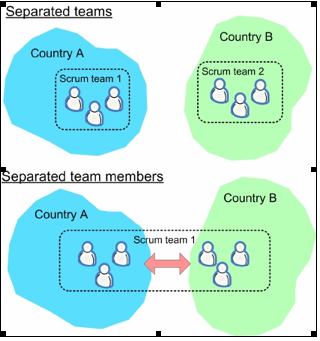 Separated teams
Country A
Country B
Scrum team 1
Scrum team 2
Separated team members
Country A
Country B
Scrum team 1